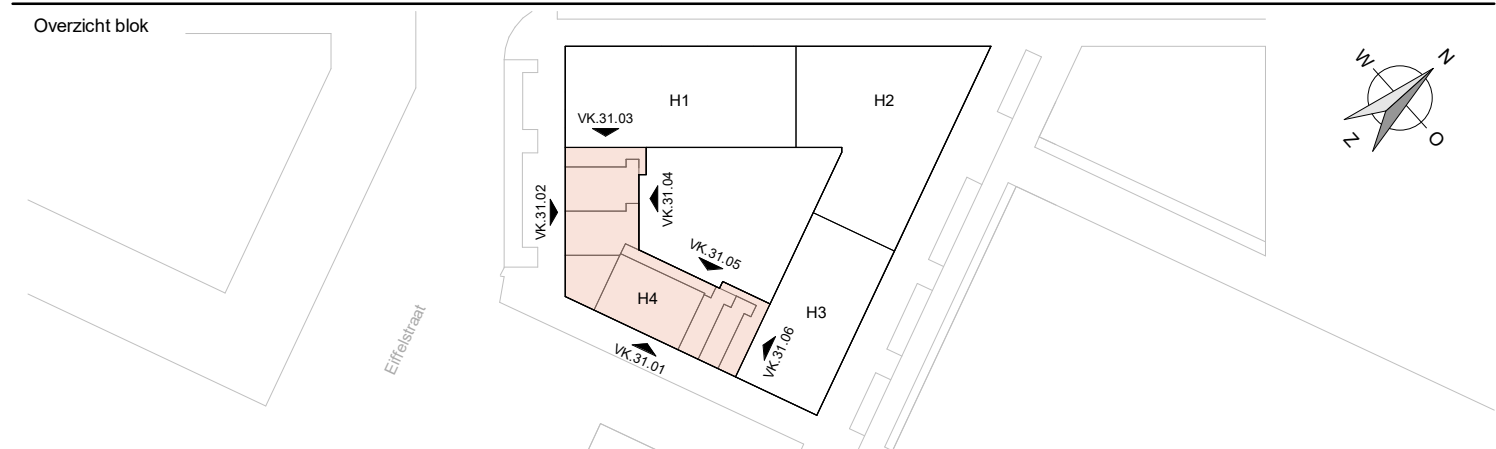 Overzicht blok
H1
H2
VK.31.03
VK.31.02
VK.31.04
VK.31.05
H4
H3
VK.31.01
VK.31.06
Eiffelstraat
W
N
Z
O